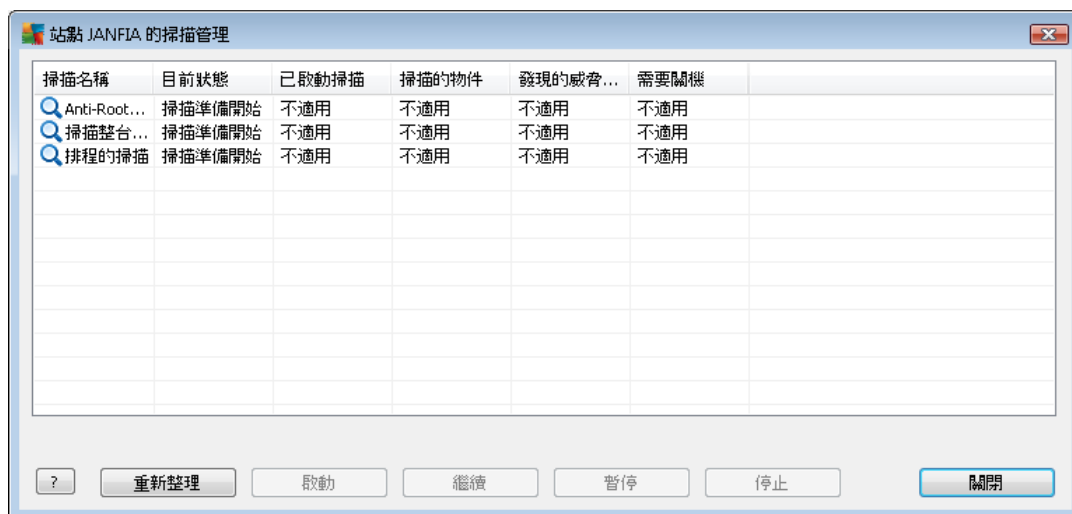 站點 JANFIA 的掃描管理
掃描名稱 目前狀態 已啟動掃描 掃描的物件 發現的威脅... 需要關機
Anti-Root... 掃描準備開始 不適用 不適用 不適用 不適用
掃描整台... 掃描準備開始 不適用 不適用 不適用 不適用
排程的掃描 掃描準備開始 不適用 不適用 不適用 不適用
? 重新整理 啟動 繼續 暫停 停止 關閉